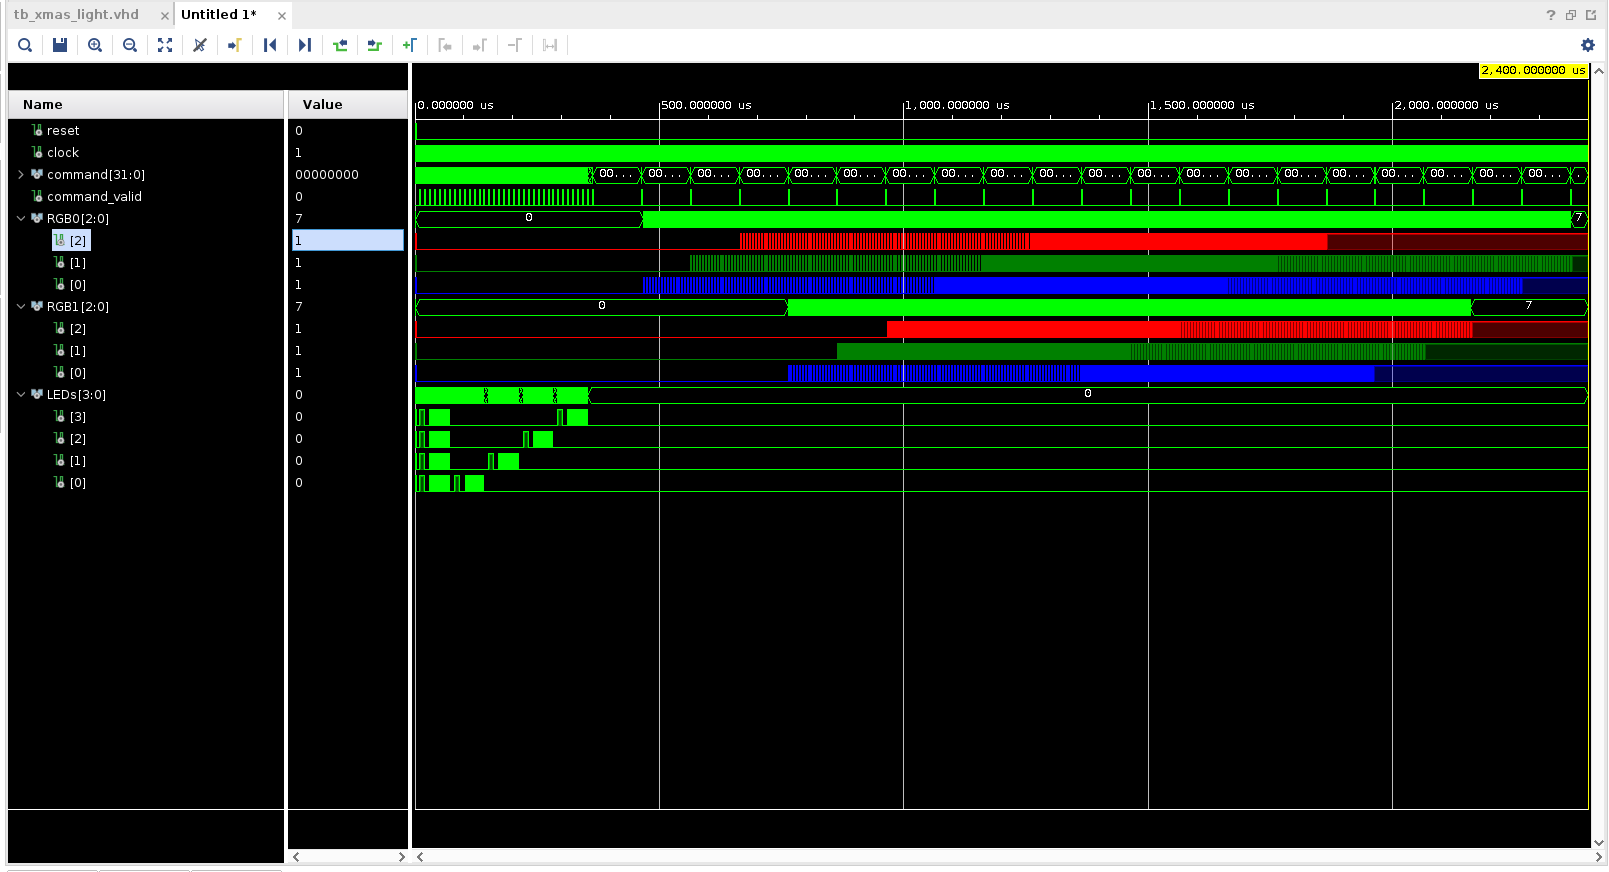 tb_xmas_light.vhd × Untitled 1* ×
?
2,400.000000 us
Name Value
0.000000 us 500.000000 us 1,000.000000 us 1,500.000000 us 2,000.000000 us
reset 0
clock 1
command[31:0] 00000000 00... 00... 00... 00... 00... 00... 00... 00... 00... 00... 00... 00... 00... 00... 00... 00... 00... 00... 00... 00...
command_valid 0
RGB0[2:0] 7 0 7
[2] 1
[1] 1
[0] 1
RGB1[2:0] 7 0 7
[2] 1
[1] 1
[0] 1
LEDs[3:0] 0 0
[3] 0
[2] 0
[1] 0
[0] 0